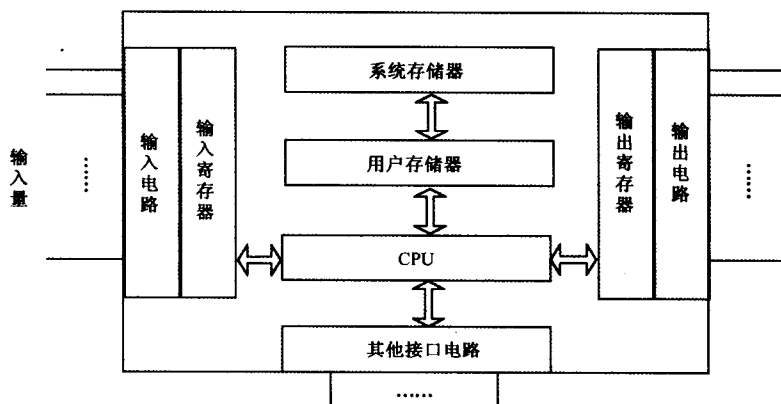 输入量
……
输入电路
输入寄存器
系统存储器
用户存储器
CPU
其他接口电路
……
输出寄存器
输出电路
……